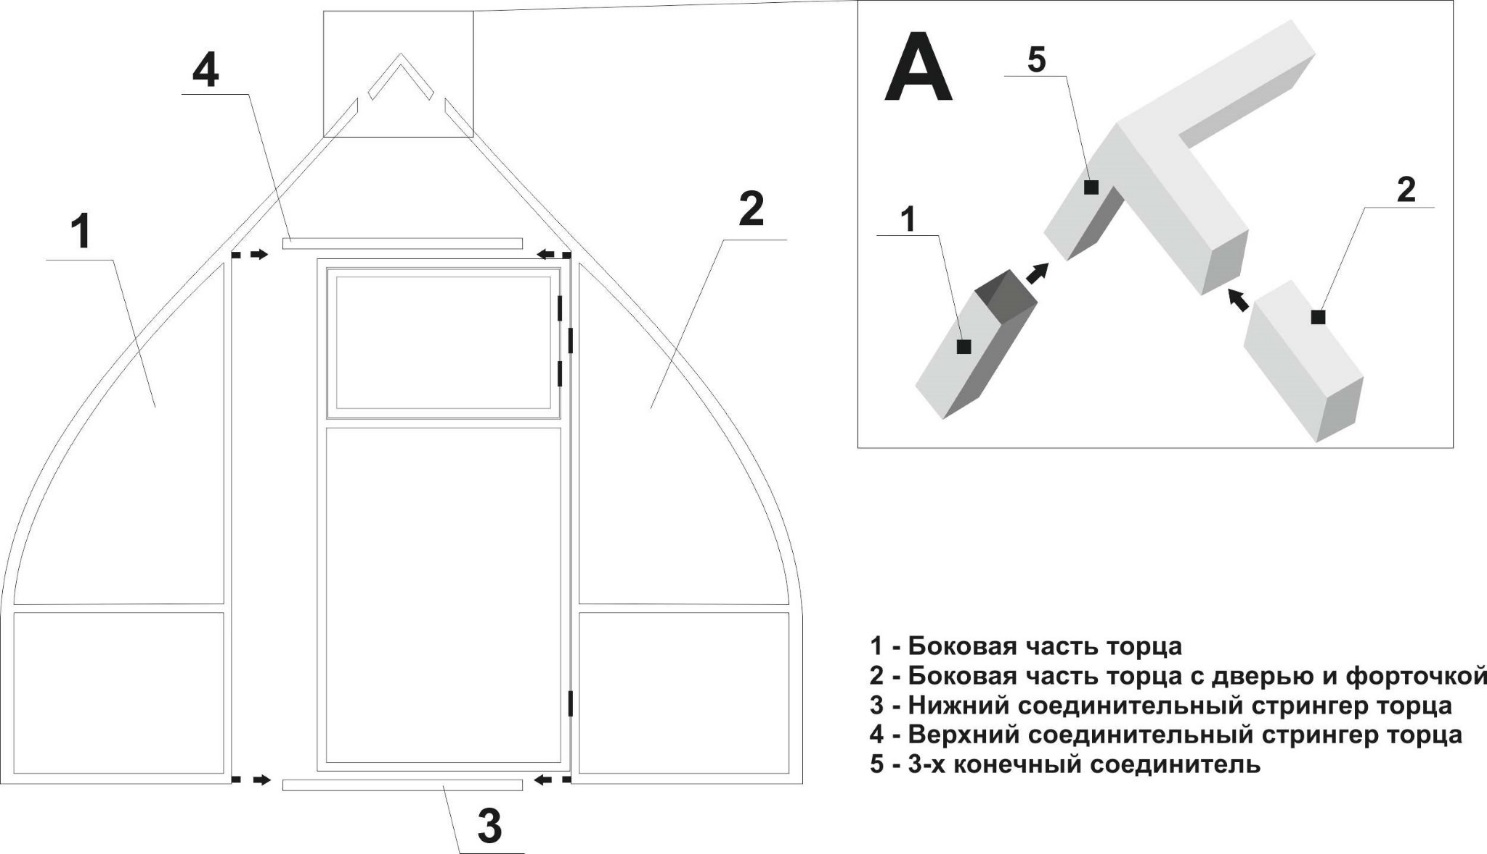 4
1
2
3
А
5
1
2
1 - Боковая часть торца
2 - Боковая часть торца с дверью и форточкой
3 - Нижний соединительный стрингер торца
4 - Верхний соединительный стрингер торца
5 - 3-х конечный соединитель